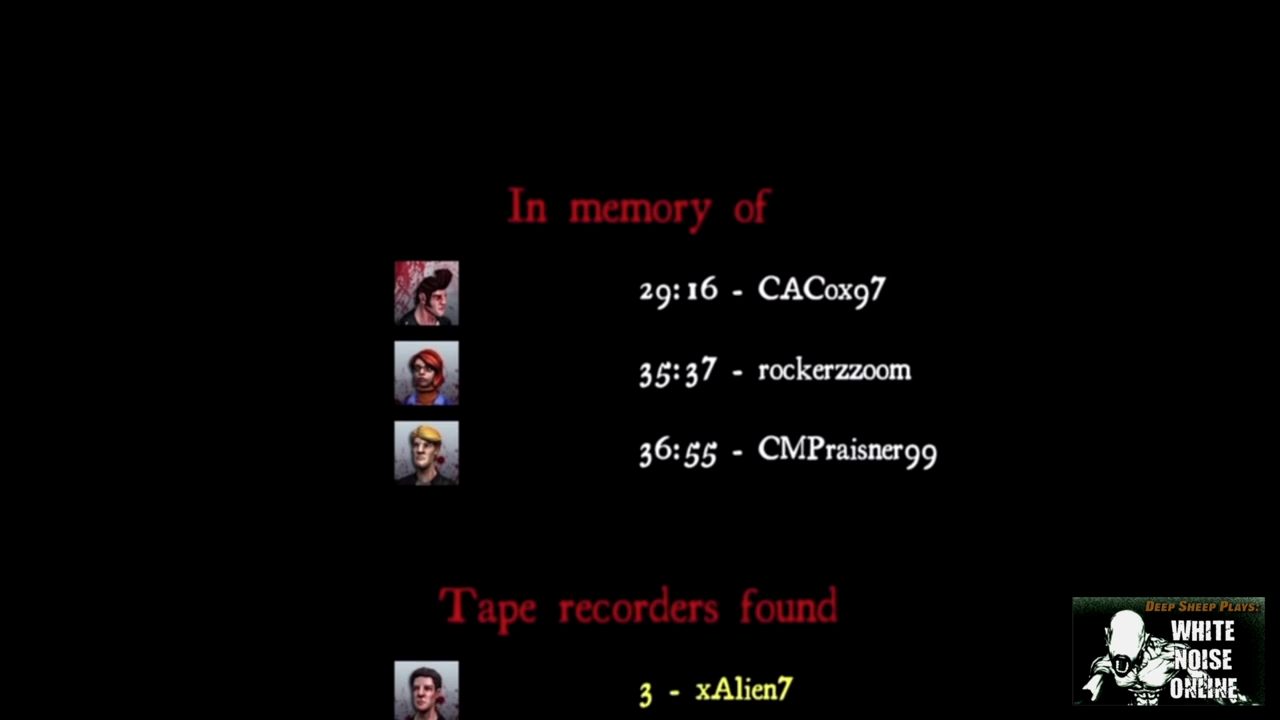 In memory of
29:16 - CACox97
35:37 - rockerzzoom
36:55 - CMPraisner99
Tape recorders found
3 - xAlien7
DEEP SHEEP PLAYS:
WHITE
NOISE
ONLINE